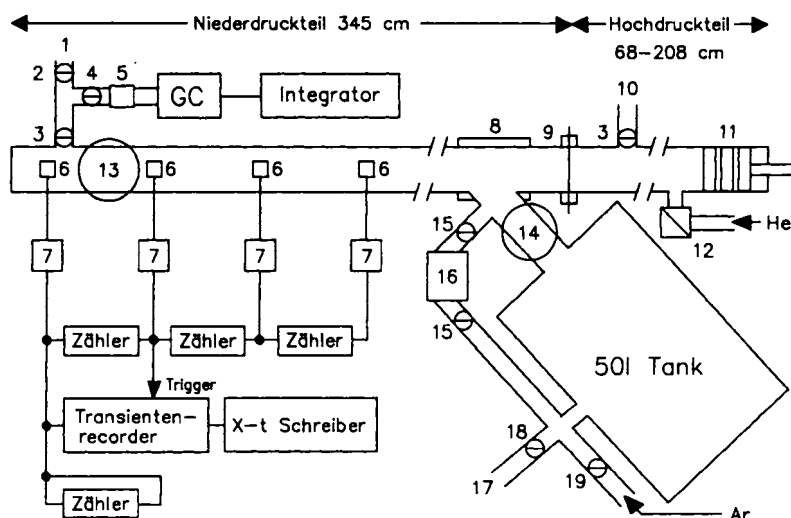 Niederdruckteil 345 cm
Hochdruckteil
68-208 cm
1
2
4
5
GC
Integrator
10
3
8
9
3
11
6
13
6
6
6
He
12
15
14
7
7
7
7
16
Zähler
Zähler
Zähler
15
50l Tank
Trigger
Transienten-
recorder
X-t Schreiber
18
17
19
Zähler
Ar